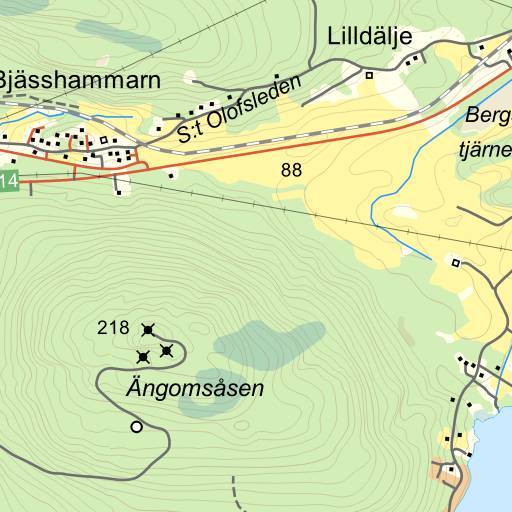 Lilldälje
Bjässhammarn
S:t Olofsleden
Berg
tjärne
88
14
218
Ängomsåsen